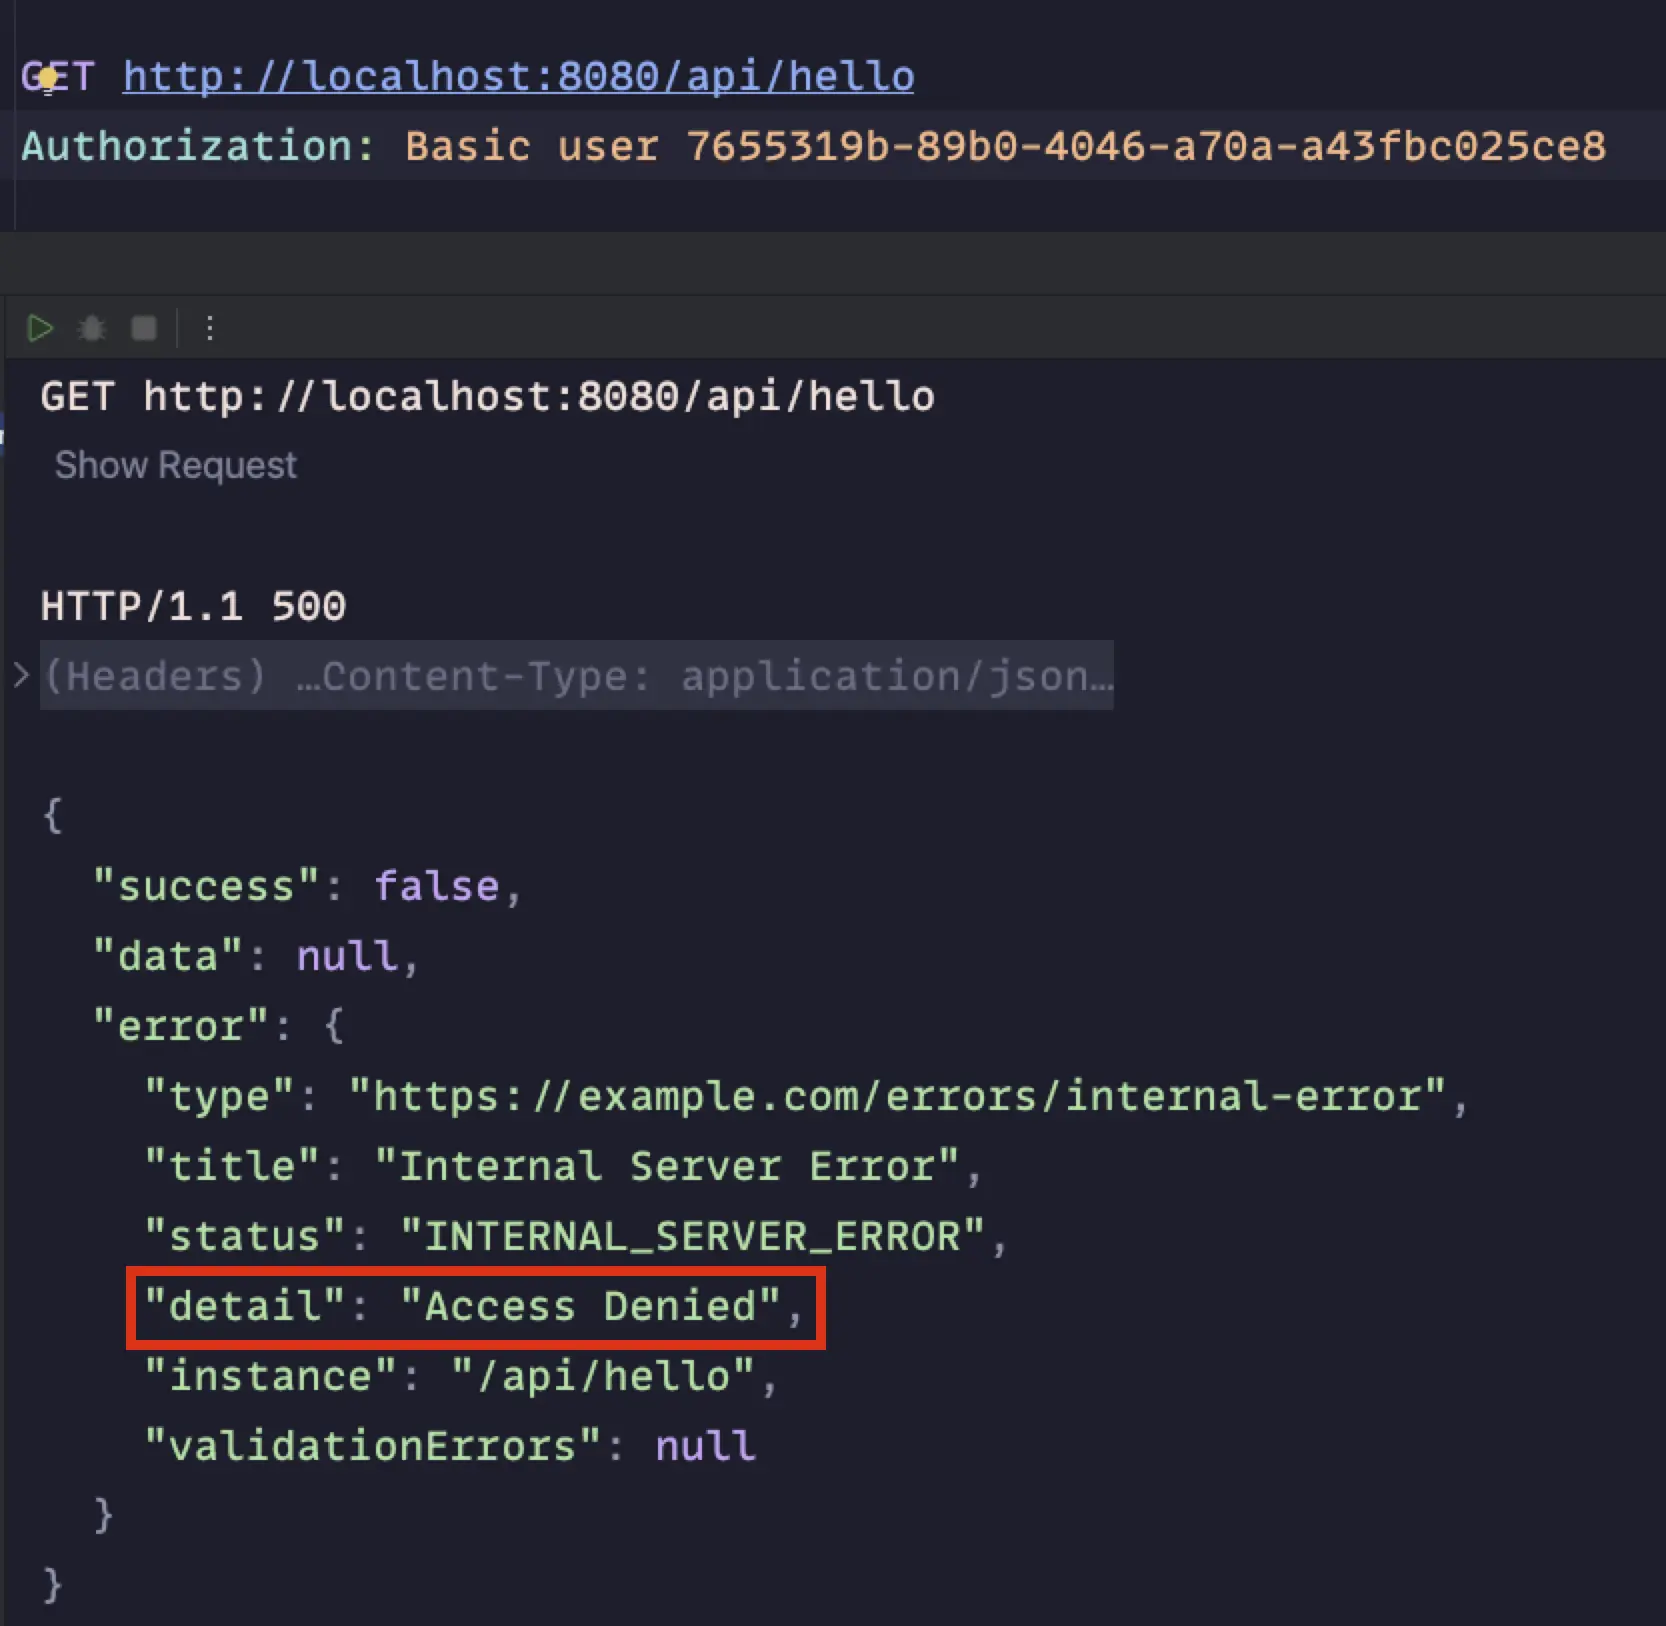 GET http://localhost:8080/api/hello
Authorization: Basic user 7655319b-89b0-4046-a70a-a43fbc025ce8
GET http://localhost:8080/api/hello
Show Request
HTTP/1.1 500
(Headers) …Content-Type: application/json…
{
"success": false,
"data": null,
"error": {
"type": "https://example.com/errors/internal-error",
"title": "Internal Server Error",
"status": "INTERNAL_SERVER_ERROR",
"detail": "Access Denied",
"instance": "/api/hello",
"validationErrors": null
}
}